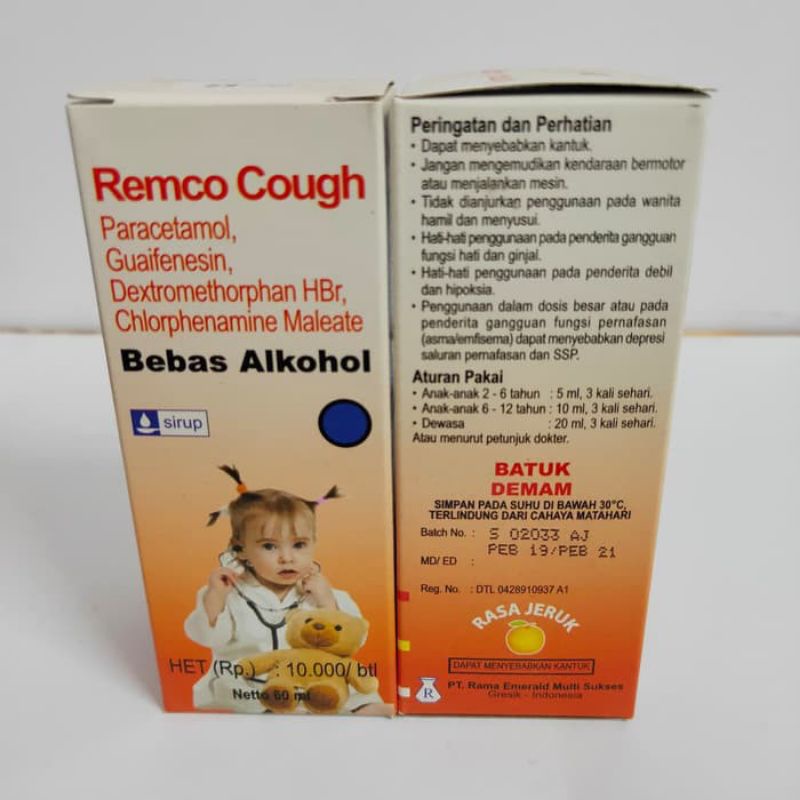 Remco Cough
Paracetamol,
Guaifenesin,
Dextromethorphan HBr,
Chlorphenamine Maleate
Bebas Alkohol
sirup
HET (Rp.) : 10.000/ btl
Netto 60 ml
Peringatan dan Perhatian
• Dapat menyebabkan kantuk.
• Jangan mengemudikan kendaraan bermotor
atau menjalankan mesin.
• Tidak dianjurkan penggunaan pada wanita
hamil dan menyusui.
• Hati-hati penggunaan pada penderita gangguan
fungsi hati dan ginjal.
• Hati-hati penggunaan pada penderita debil
dan hipoksia.
• Penggunaan dalam dosis besar atau pada
penderita gangguan fungsi pernafasan
(asma/emfisema) dapat menyebabkan depresi
saluran pernafasan dan SSP.
Aturan Pakai
• Anak-anak 2 - 6 tahun : 5 ml, 3 kali sehari.
• Anak-anak 6 - 12 tahun : 10 ml, 3 kali sehari.
• Dewasa : 20 ml, 3 kali sehari.
Atau menurut petunjuk dokter.
BATUK
DEMAM
SIMPAN PADA SUHU DI BAWAH 30°C,
TERLINDUNG DARI CAHAYA MATAHARI
Batch No. : S 02033 AJ
FEB 19/FEB 21
MD/ ED :
Reg. No. : DTL 0428910937 A1
RASA JERUK
DAPAT MENYEBABKAN KANTUK
R PT. Rama Emerald Multi Sukses
Gresik - Indonesia